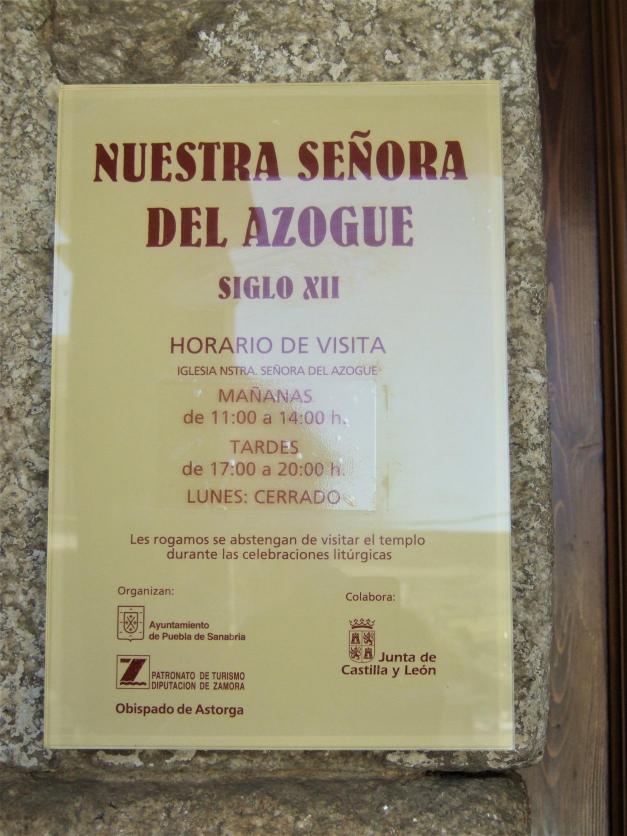 NUESTRA SEÑORA
DEL AZOGUE
SIGLO XII
HORARIO DE VISITA
IGLESIA NSTRA. SEÑORA DEL AZOGUE
MAÑANAS
de 11:00 a 14:00 h.
TARDES
de 17:00 a 20:00 h.
LUNES: CERRADO
Les rogamos se abstengan de visitar el templo
durante las celebraciones litúrgicas
Organizan:
Ayuntamiento
de Puebla de Sanabria
PATRONATO DE TURISMO
DIPUTACION DE ZAMORA
Obispado de Astorga
Colabora:
Junta de
Castilla y León